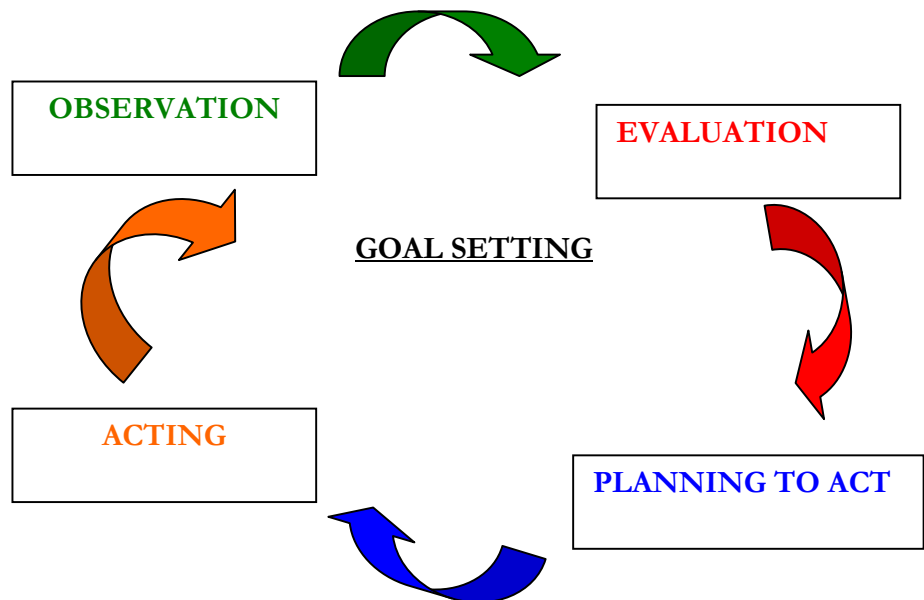 OBSERVATION
EVALUATION
GOAL SETTING
ACTING
PLANNING TO ACT